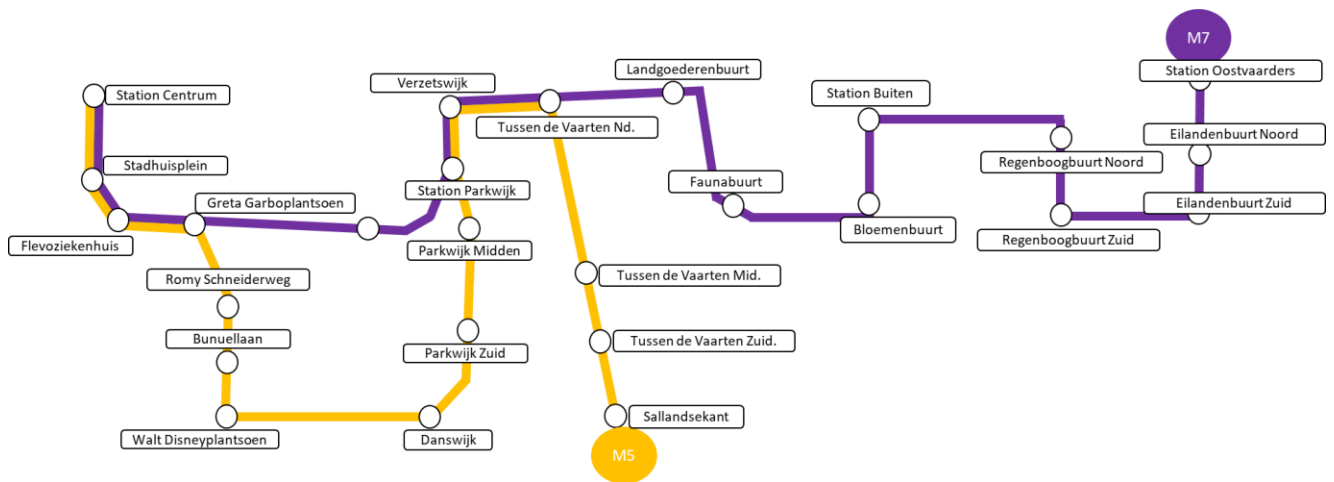 M7
Verzetswijk
Landgoederenbuurt
Station Oostvaarders
Station Centrum
Station Buiten
Tussen de Vaarten Nd.
Eilandenbuurt Noord
Stadhuisplein
Regenboogbuurt Noord
Faunabuurt
Station Parkwijk
Greta Garboplantsoen
Eilandenbuurt Zuid
Bloemenbuurt
Regenboogbuurt Zuid
Flevoziekenhuis
Parkwijk Midden
Romy Schneiderweg
Tussen de Vaarten Mid.
Bunuellaan
Tussen de Vaarten Zuid.
Parkwijk Zuid
Sallandsekant
Walt Disneyplantsoen
Danswijk
M5